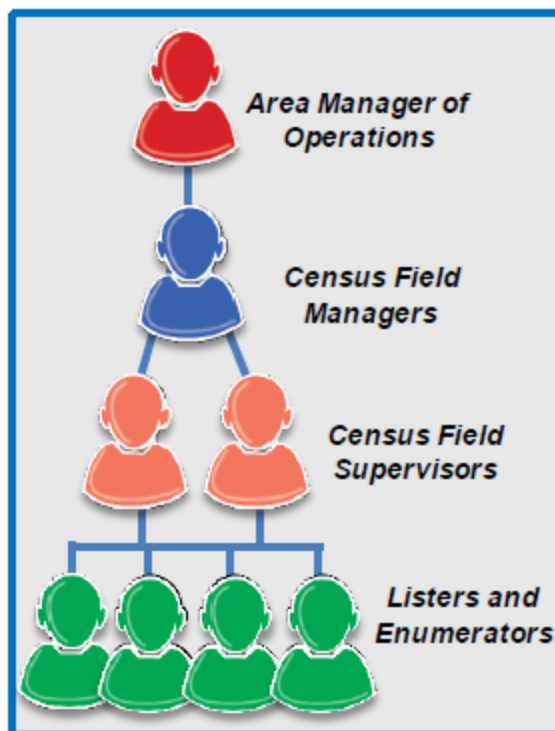 Area Manager of
Operations
Census Field
Managers
Census Field
Supervisors
Listers and
Enumerators